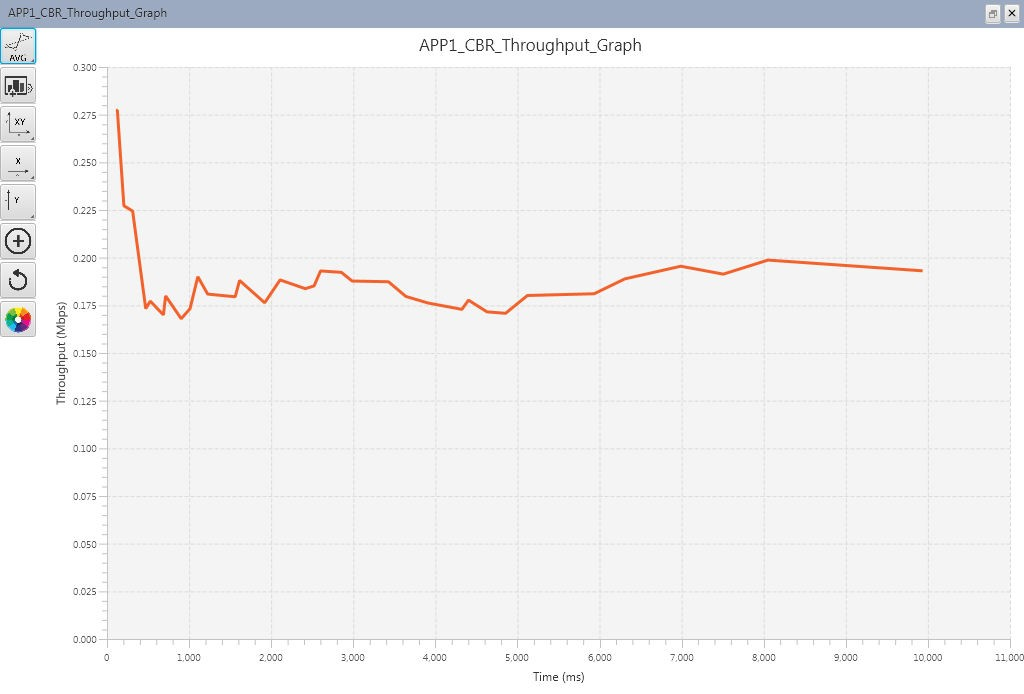 APP1_CBR_Throughput_Graph
APP1_CBR_Throughput_Graph
AVG
XY
X
Y
0.300
0.275
0.250
0.225
0.200
0.175
0.150
0.125
0.100
0.075
0.050
0.025
0.000
Throughput (Mbps)
0 1,000 2,000 3,000 4,000 5,000 6,000 7,000 8,000 9,000 10,000 11,000
Time (ms)